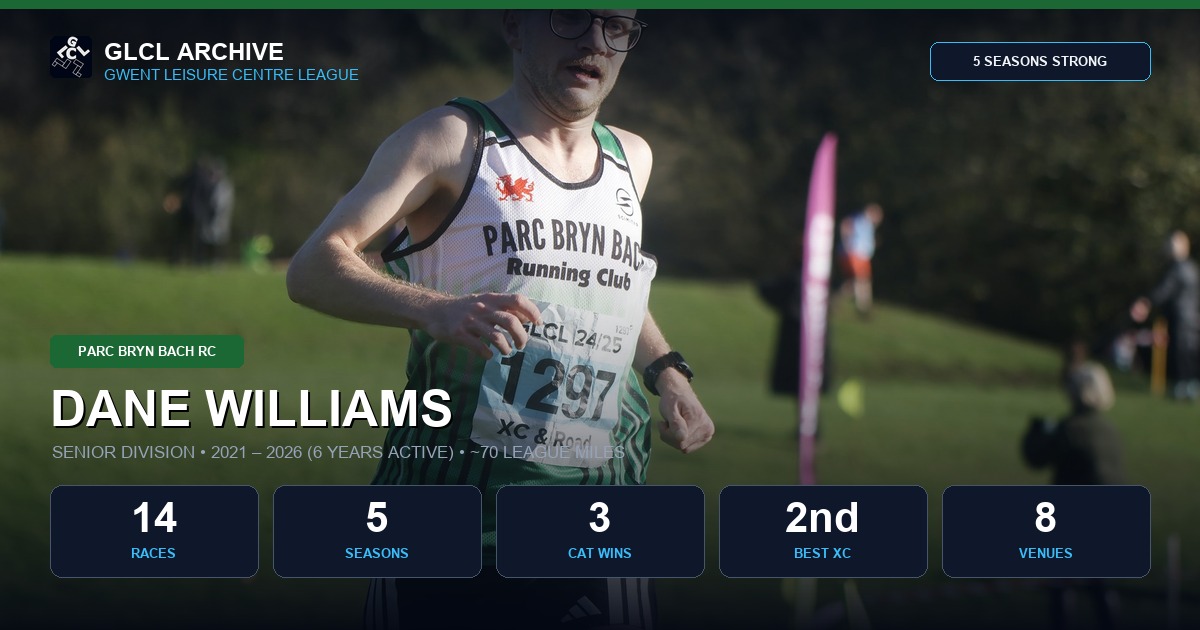 GLCL ARCHIVE
GWENT LEISURE CENTRE LEAGUE
5 SEASONS STRONG
PARC BRYN BAC
Running Club
GLCL 24/25
1297
1297
XC & Road
PARC BRYN BACH RC
DANE WILLIAMS
SENIOR DIVISION • 2021 – 2026 (6 YEARS ACTIVE) • ~70 LEAGUE MILES
14
RACES
5
SEASONS
3
CAT WINS
2nd
BEST XC
8
VENUES